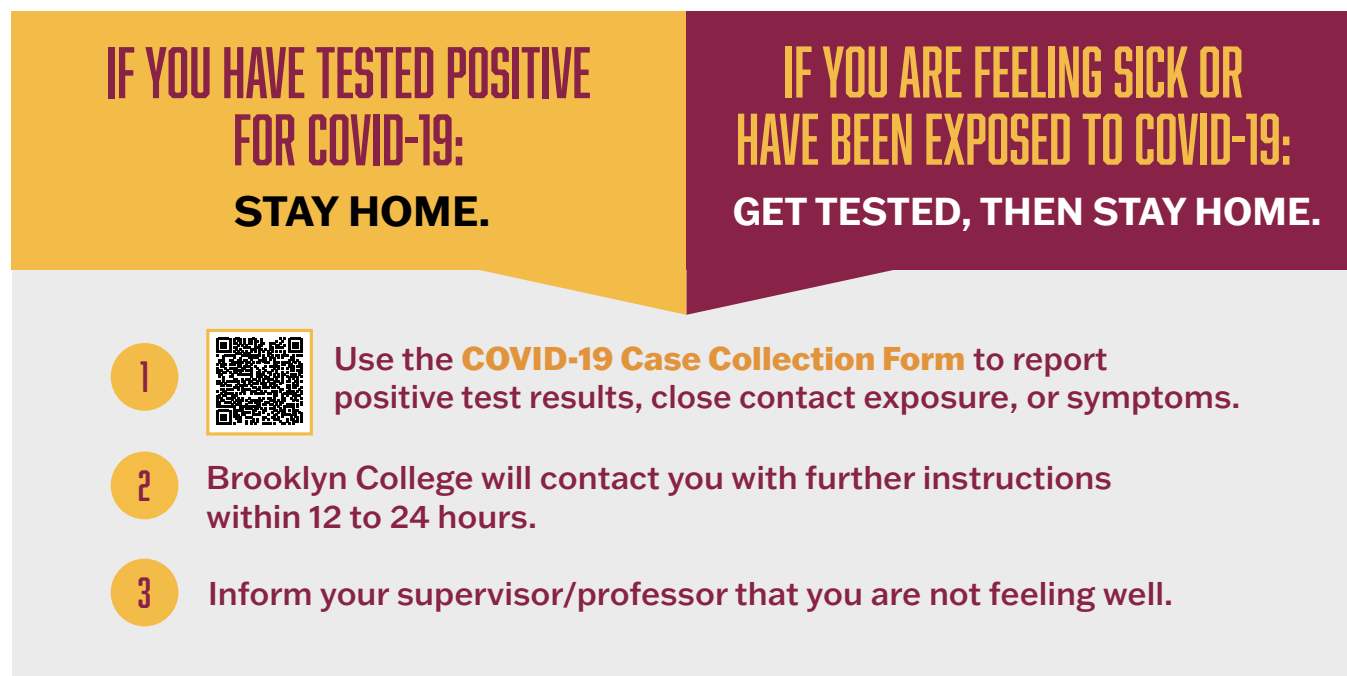 IF YOU HAVE TESTED POSITIVE
FOR COVID-19:
STAY HOME.
IF YOU ARE FEELING SICK OR
HAVE BEEN EXPOSED TO COVID-19:
GET TESTED, THEN STAY HOME.
1
Use the COVID-19 Case Collection Form to report
positive test results, close contact exposure, or symptoms.
2
Brooklyn College will contact you with further instructions
within 12 to 24 hours.
3
Inform your supervisor/professor that you are not feeling well.